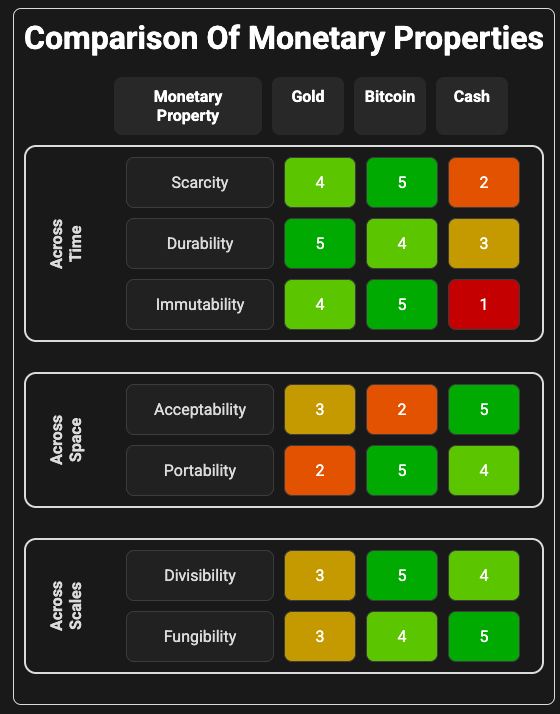 Comparison Of Monetary Properties
Monetary Property Gold Bitcoin Cash
Across Time
Scarcity 4 5 2
Durability 5 4 3
Immutability 4 5 1
Across Space
Acceptability 3 2 5
Portability 2 5 4
Across Scales
Divisibility 3 5 4
Fungibility 3 4 5